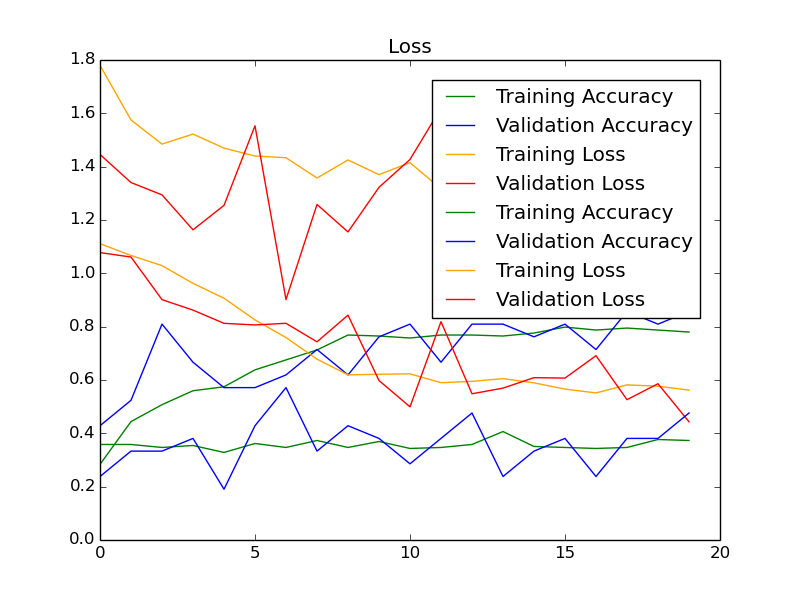 Loss
1.8
1.6
1.4
1.2
1.0
0.8
0.6
0.4
0.2
0.0
Training Accuracy
Validation Accuracy
Training Loss
Validation Loss
Training Accuracy
Validation Accuracy
Training Loss
Validation Loss
0 5 10 15 20